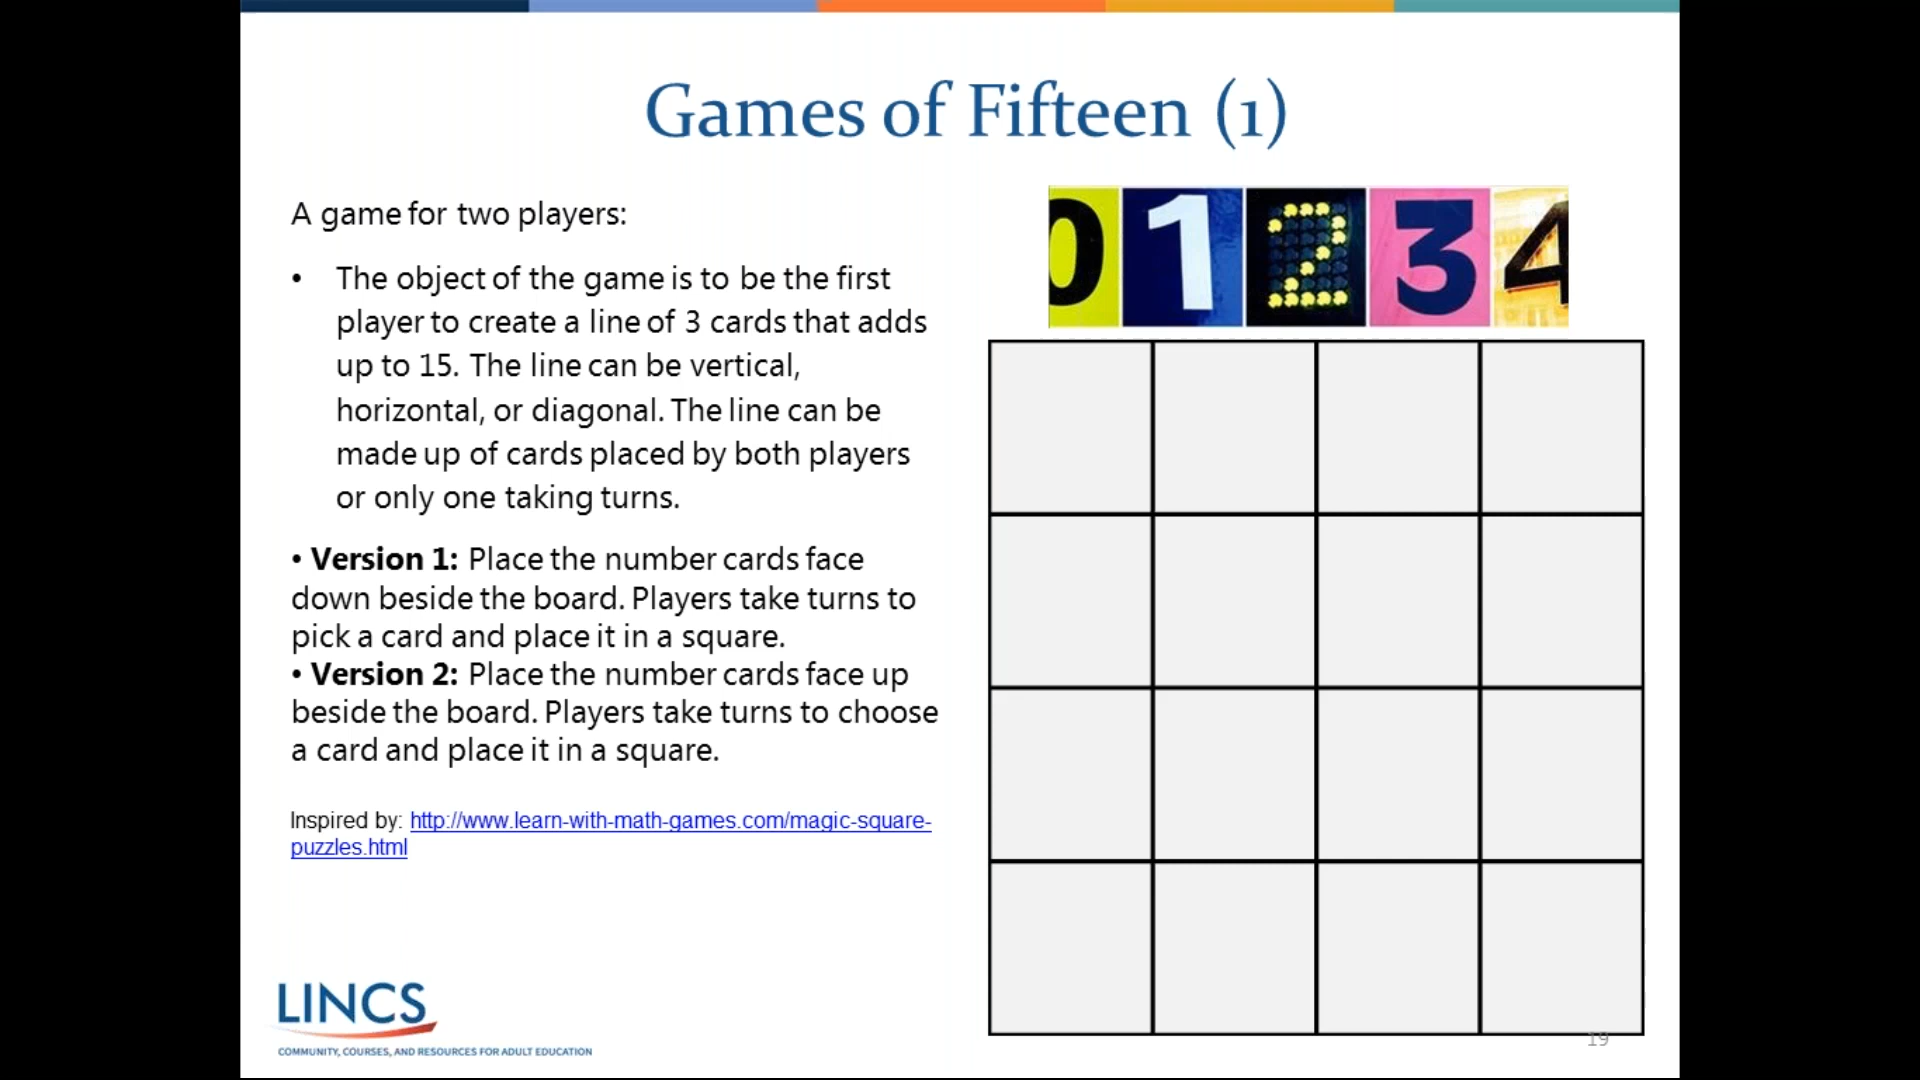 Games of Fifteen (1)
A game for two players:
• The object of the game is to be the first
player to create a line of 3 cards that adds
up to 15. The line can be vertical,
horizontal, or diagonal. The line can be
made up of cards placed by both players
or only one taking turns.
• Version 1: Place the number cards face
down beside the board. Players take turns to
pick a card and place it in a square.
• Version 2: Place the number cards face up
beside the board. Players take turns to choose
a card and place it in a square.
Inspired by: http://www.learn-with-math-games.com/magic-square-
puzzles.html
0 1 2 3 4
LINCS
COMMUNITY, COURSES, AND RESOURCES FOR ADULT EDUCATION
19